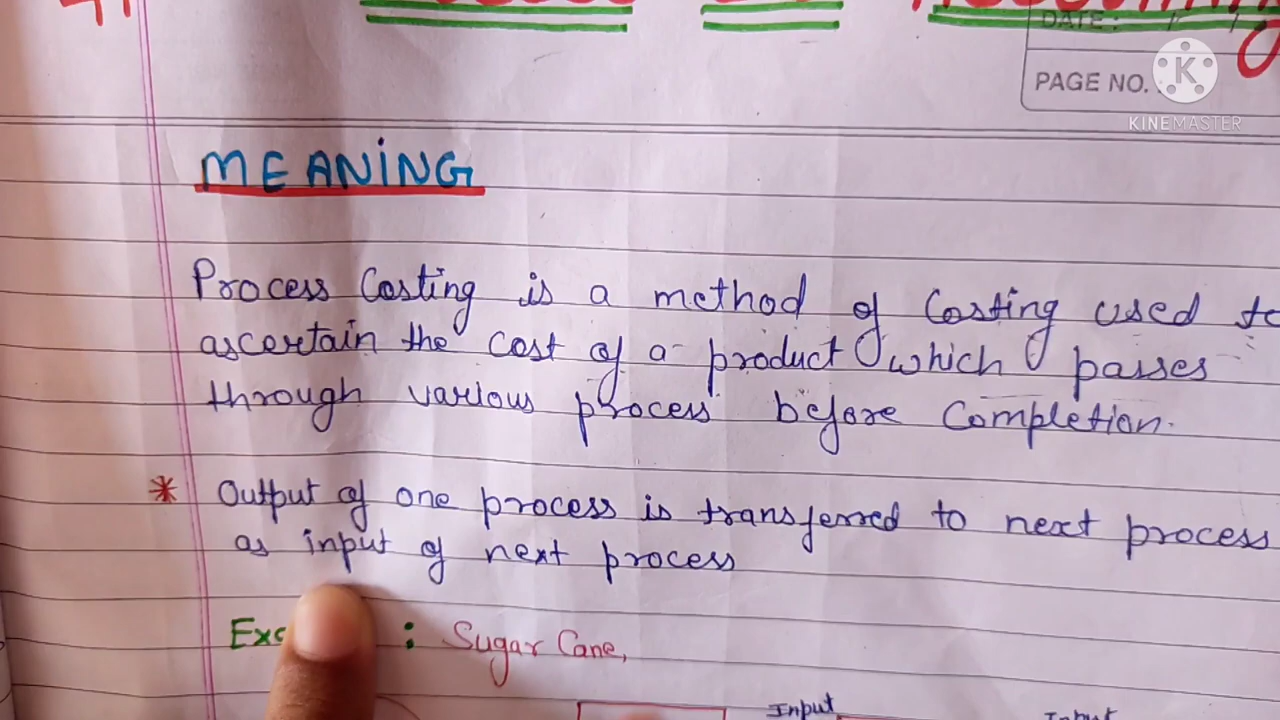 DATE:
PAGE NO.
K
KINEMASTER
MEANING
Process Costing is a method of Costing used to
ascertain the cost of a product which passes
through various process before Completion.
* Output of one process is transferred to next process
as input of next process
: Sugar Cane,
Input
Input